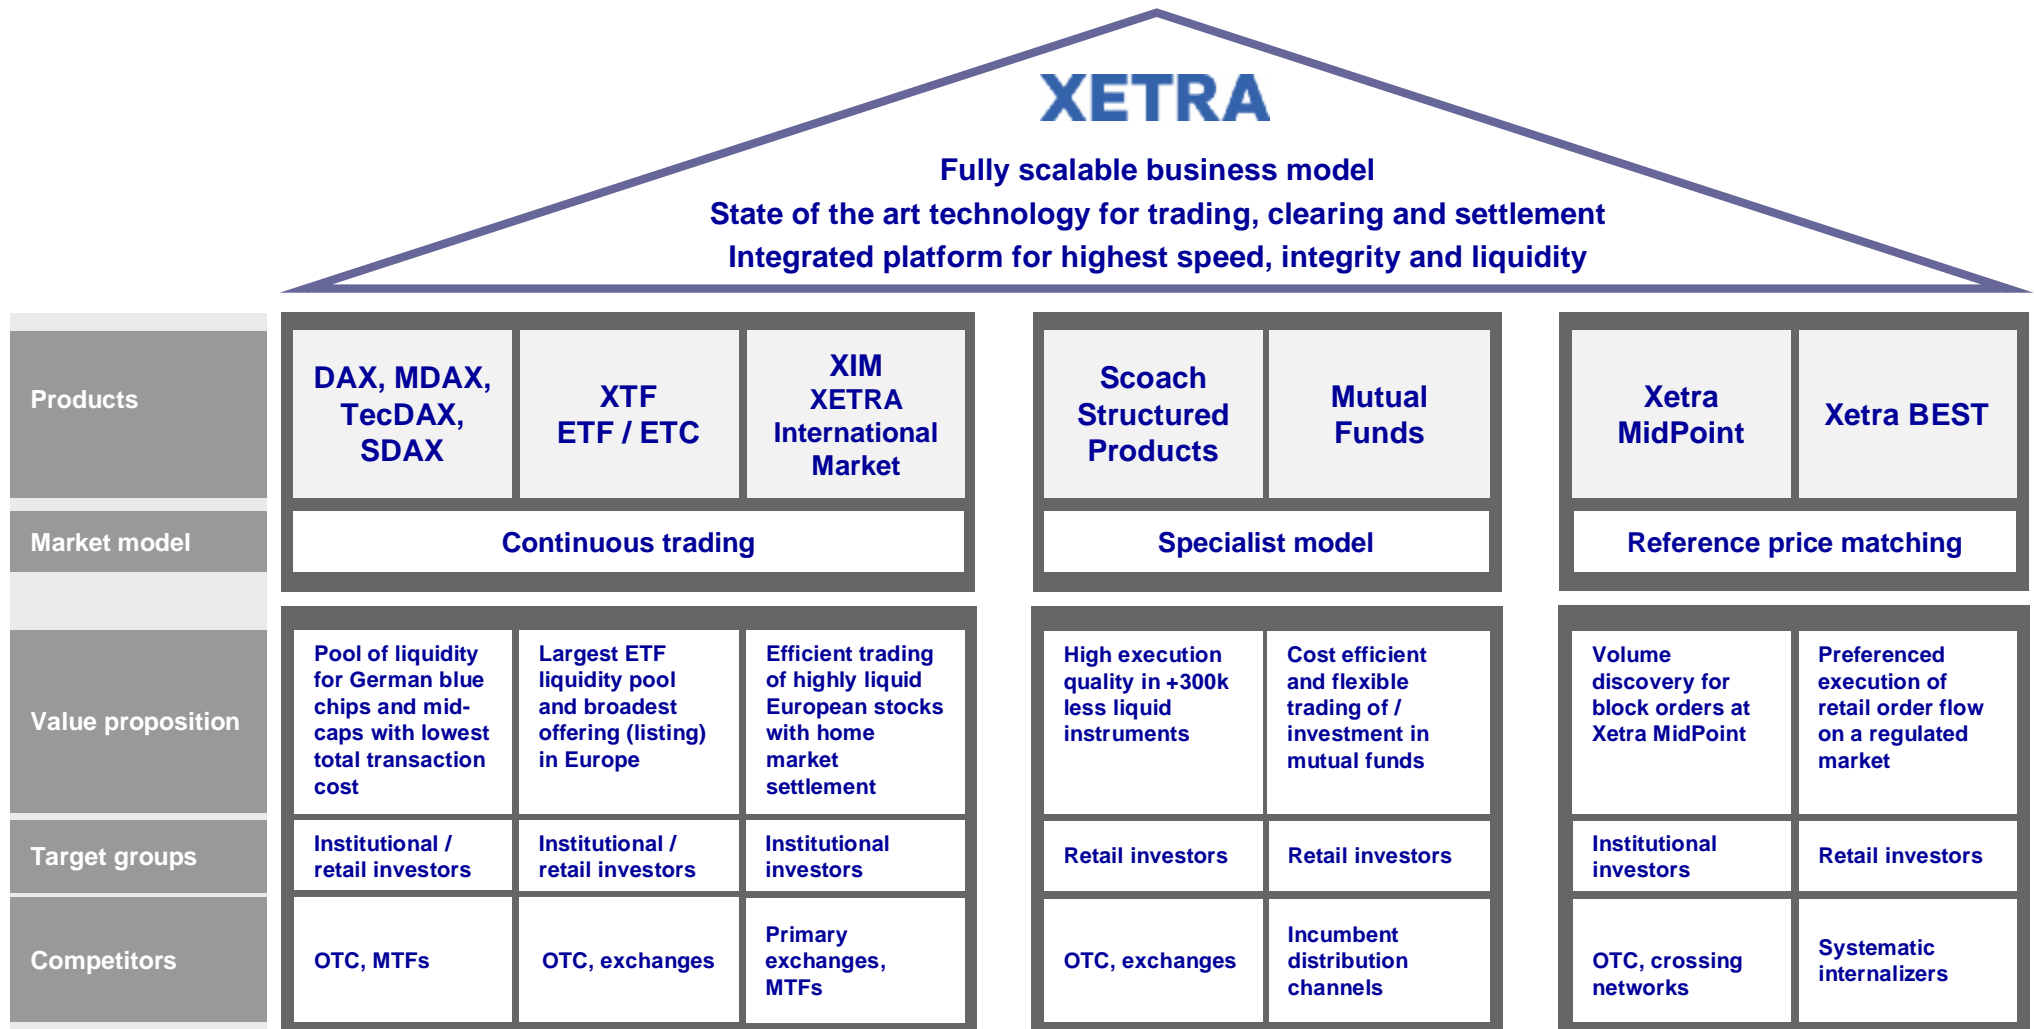 XETRA
Fully scalable business model
State of the art technology for trading, clearing and settlement
Integrated platform for highest speed, integrity and liquidity
Products
DAX, MDAX,
TecDAX,
SDAX
XTF
ETF / ETC
XIM
XETRA
International
Market
Scoach
Structured
Products
Mutual
Funds
Xetra
MidPoint
Xetra BEST
Market model
Continuous trading
Specialist model
Reference price matching
Value proposition
Pool of liquidity
for German blue
chips and mid-
caps with lowest
total transaction
cost
Largest ETF
liquidity pool
and broadest
offering (listing)
in Europe
Efficient trading
of highly liquid
European stocks
with home
market
settlement
High execution
quality in +300k
less liquid
instruments
Cost efficient
and flexible
trading of /
investment in
mutual funds
Volume
discovery for
block orders at
Xetra MidPoint
Preferenced
execution of
retail order flow
on a regulated
market
Target groups
Institutional /
retail investors
Institutional /
retail investors
Institutional
investors
Retail investors
Retail investors
Institutional
investors
Retail investors
Competitors
OTC, MTFs
OTC, exchanges
Primary
exchanges,
MTFs
OTC, exchanges
Incumbent
distribution
channels
OTC, crossing
networks
Systematic
internalizers